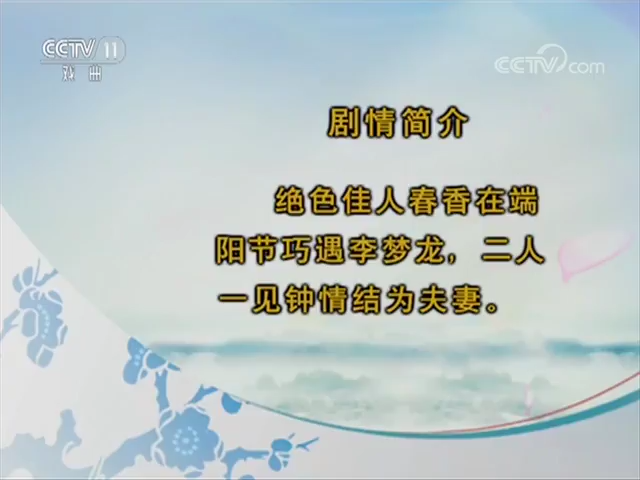 CCTV 11
戏曲
CCTV.com
剧情简介
绝色佳人春香在端
阳节巧遇李梦龙，二人
一见钟情结为夫妻。